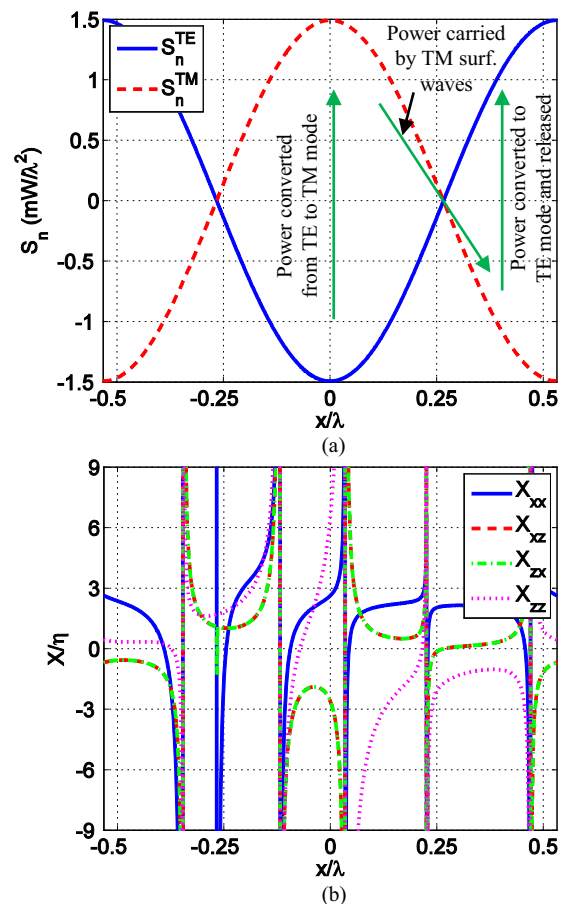 S_n^TE
S_n^TM
Power carried
by TM surf.
waves
Power converted
from TE to TM mode
Power converted to
TE mode and released
S_n (mW/λ²)
1.5
1
0.5
0
-0.5
-1
-1.5
-0.5 -0.25 0 0.25 0.5
x/λ
(a)
X_xx
X_xz
X_zx
X_zz
X/η
9
6
3
0
-3
-6
-9
-0.5 -0.25 0 0.25 0.5
x/λ
(b)